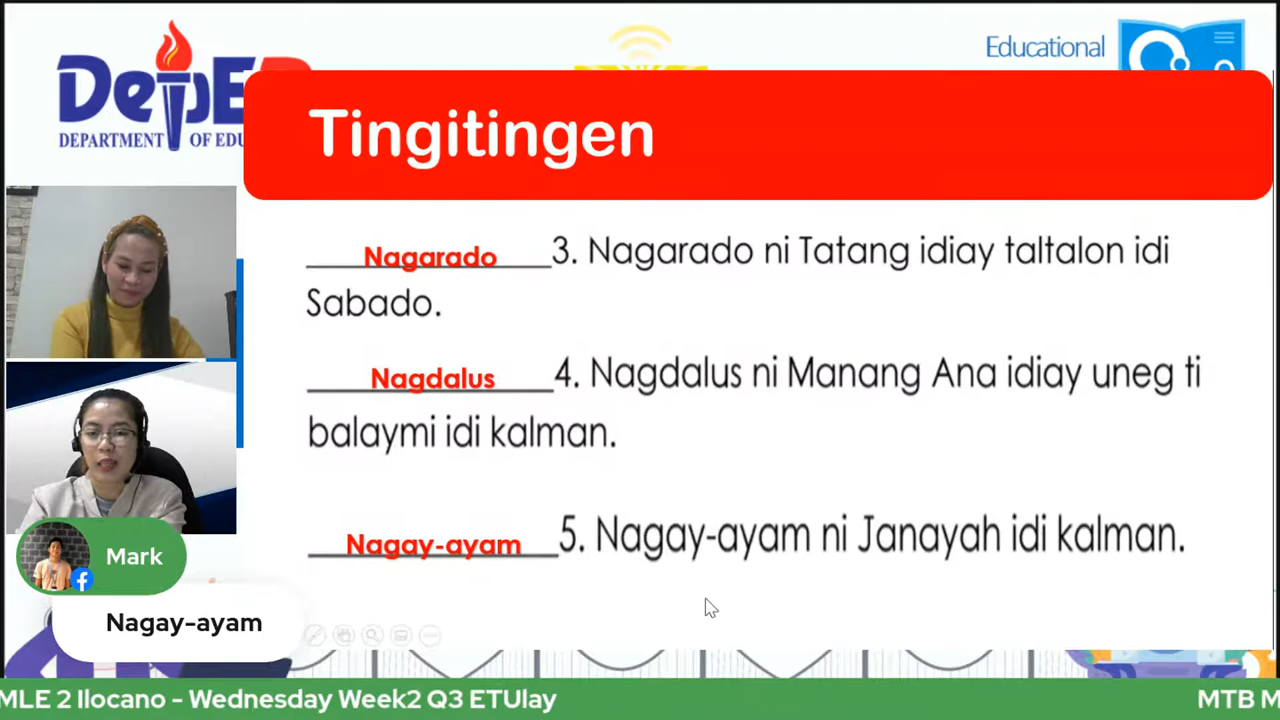 DepED
DEPARTMENT OF EDU
Educational
Tingitingen
Nagarado 3. Nagarado ni Tatang idiay taltalon idi
Sabado.
Nagdalus 4. Nagdalus ni Manang Ana idiay uneg ti
balaymi idi kalman.
Nagay-ayam 5. Nagay-ayam ni Janayah idi kalman.
Mark
Nagay-ayam
MLE 2 Ilocano - Wednesday Week2 Q3 ETUlay
MTB M